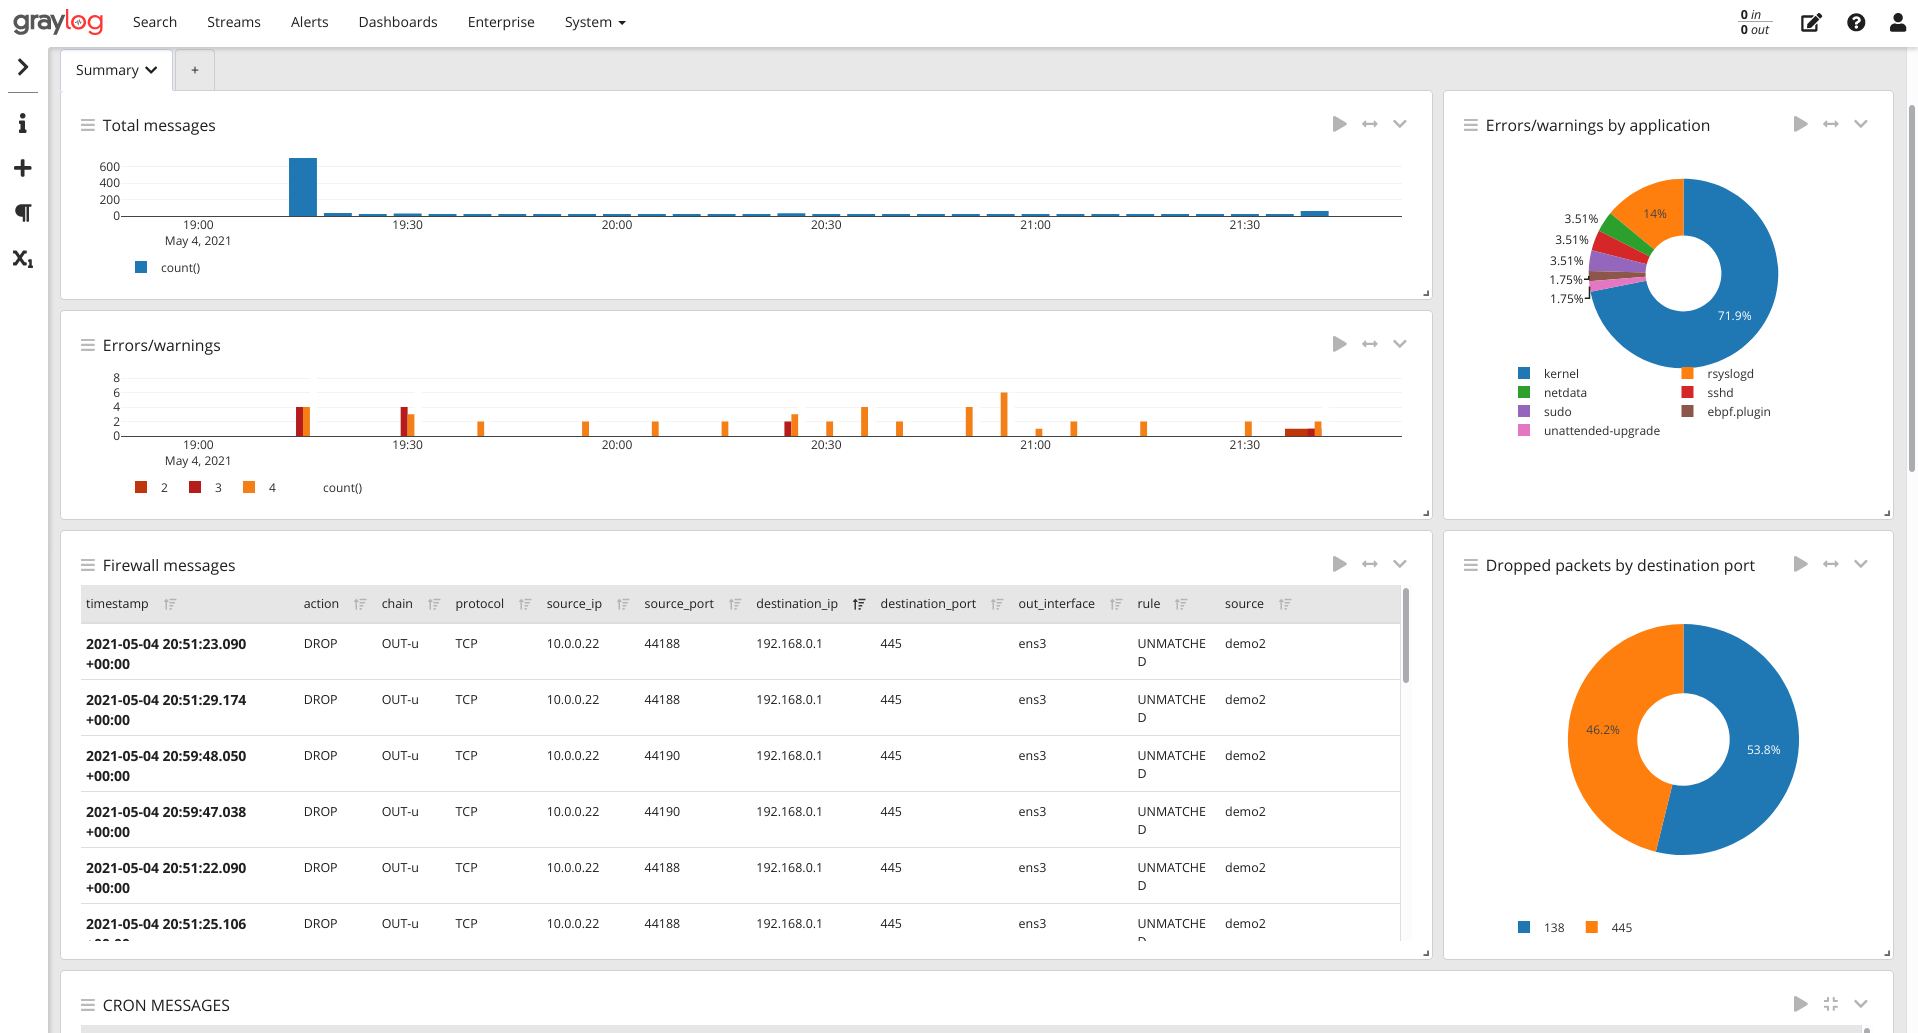 graylog Search Streams Alerts Dashboards Enterprise System 0 in
0 out
Summary +
Total messages
600
400
200
0
19:00 19:30 20:00 20:30 21:00 21:30
May 4, 2021
count()
Errors/warnings by application
14%
3.51%
3.51%
3.51%
1.75%
1.75%
71.9%
kernel rsyslogd
netdata sshd
sudo ebpf.plugin
unattended-upgrade
Errors/warnings
8
6
4
2
0
19:00 19:30 20:00 20:30 21:00 21:30
May 4, 2021
2 3 4 count()
Firewall messages
timestamp action chain protocol source_ip source_port destination_ip destination_port out_interface rule source
2021-05-04 20:51:23.090 DROP OUT-u TCP 10.0.0.22 44188 192.168.0.1 445 ens3 UNMATCHE demo2
+00:00 D
2021-05-04 20:51:29.174 DROP OUT-u TCP 10.0.0.22 44188 192.168.0.1 445 ens3 UNMATCHE demo2
+00:00 D
2021-05-04 20:59:48.050 DROP OUT-u TCP 10.0.0.22 44190 192.168.0.1 445 ens3 UNMATCHE demo2
+00:00 D
2021-05-04 20:59:47.038 DROP OUT-u TCP 10.0.0.22 44190 192.168.0.1 445 ens3 UNMATCHE demo2
+00:00 D
2021-05-04 20:51:22.090 DROP OUT-u TCP 10.0.0.22 44188 192.168.0.1 445 ens3 UNMATCHE demo2
+00:00 D
2021-05-04 20:51:25.106 DROP OUT-u TCP 10.0.0.22 44188 192.168.0.1 445 ens3 UNMATCHE demo2
Dropped packets by destination port
46.2%
53.8%
138 445
CRON MESSAGES